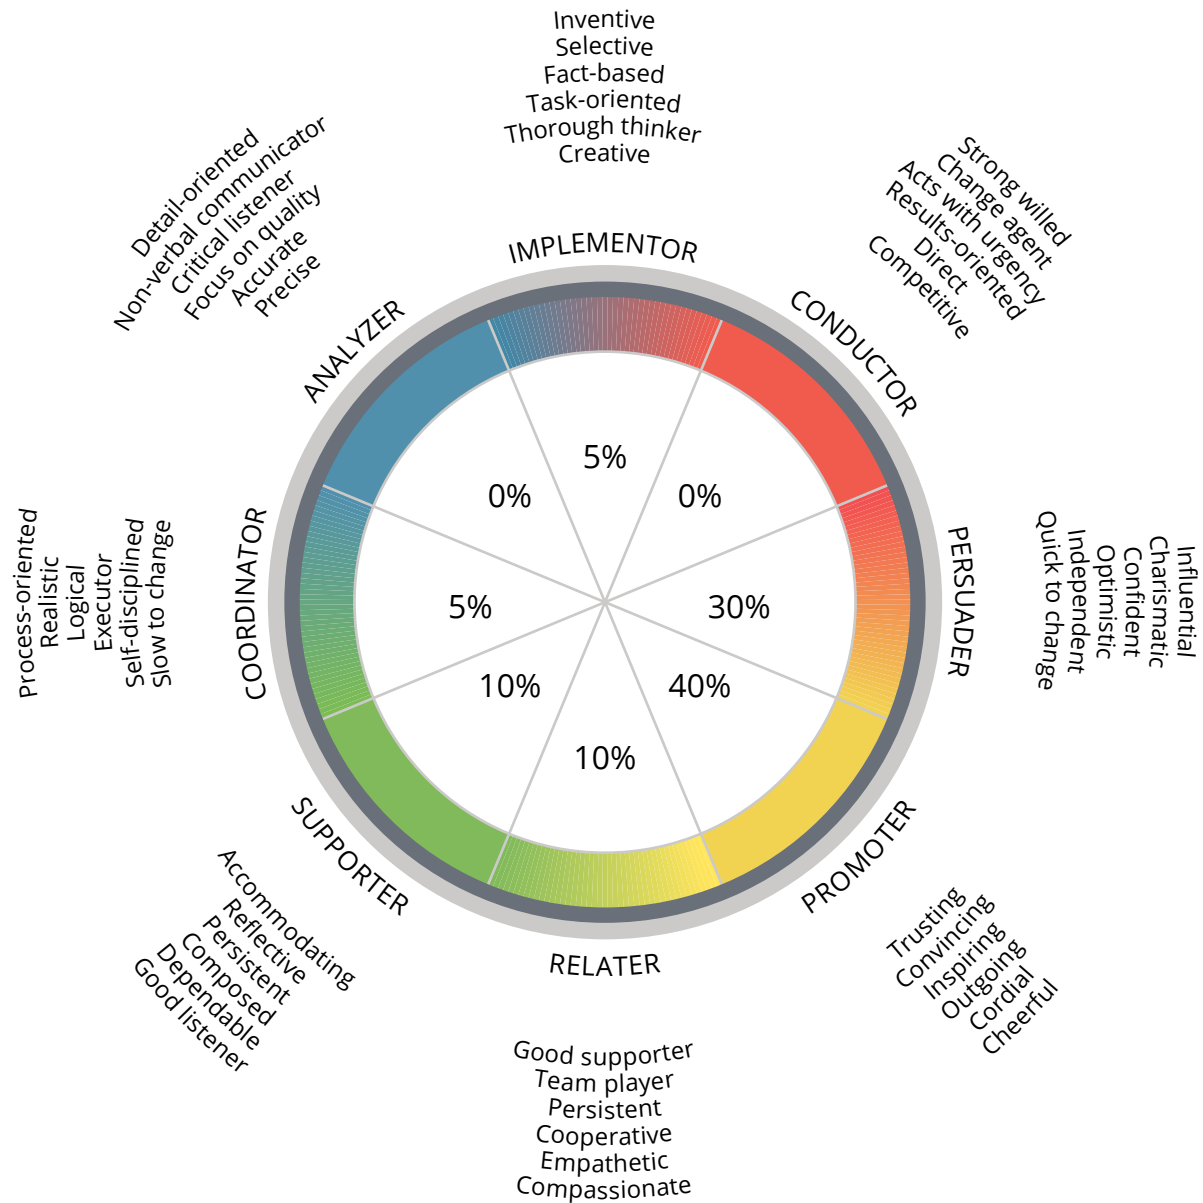 Inventive
Selective
Fact-based
Task-oriented
Thorough thinker
Creative
IMPLEMENTOR
5%
Strong willed
Change agent
Acts with urgency
Results-oriented
Direct
Competitive
CONDUCTOR
0%
Influential
Charismatic
Confident
Optimistic
Independent
Quick to change
PERSUADER
30%
Trusting
Convincing
Inspiring
Outgoing
Cordial
Cheerful
PROMOTER
40%
RELATER
10%
Good supporter
Team player
Persistent
Cooperative
Empathetic
Compassionate
SUPPORTER
10%
Accommodating
Reflective
Persistent
Composed
Dependable
Good listener
COORDINATOR
5%
Process-oriented
Realistic
Logical
Executor
Self-disciplined
Slow to change
ANALYZER
0%
Detail-oriented
Non-verbal communicator
Critical listener
Focus on quality
Accurate
Precise